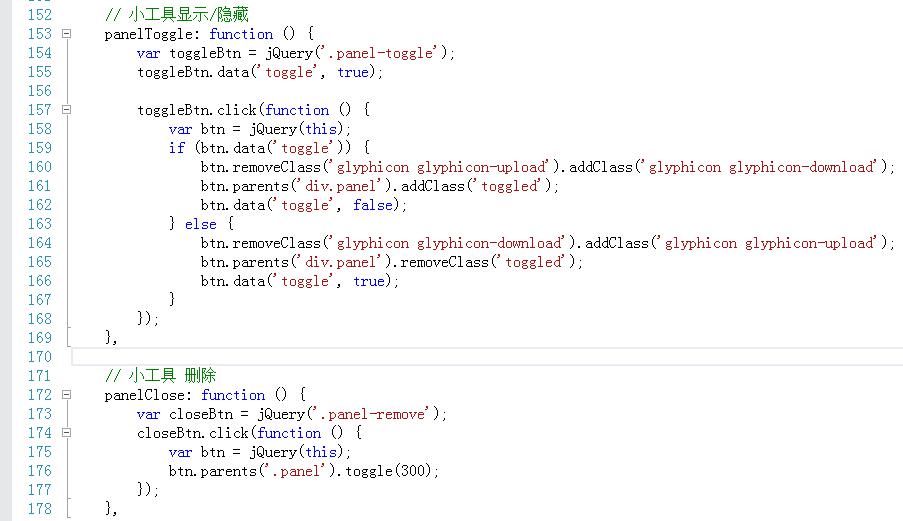 152 // 小工具显示/隐藏
153 panelToggle: function () {
154 var toggleBtn = jQuery('.panel-toggle');
155 toggleBtn.data('toggle', true);
156
157 toggleBtn.click(function () {
158 var btn = jQuery(this);
159 if (btn.data('toggle')) {
160 btn.removeClass('glyphicon glyphicon-upload').addClass('glyphicon glyphicon-download');
161 btn.parents('div.panel').addClass('toggled');
162 btn.data('toggle', false);
163 } else {
164 btn.removeClass('glyphicon glyphicon-download').addClass('glyphicon glyphicon-upload');
165 btn.parents('div.panel').removeClass('toggled');
166 btn.data('toggle', true);
167 }
168 });
169 },
170
171 // 小工具 删除
172 panelClose: function () {
173 var closeBtn = jQuery('.panel-remove');
174 closeBtn.click(function () {
175 var btn = jQuery(this);
176 btn.parents('.panel').toggle(300);
177 });
178 },